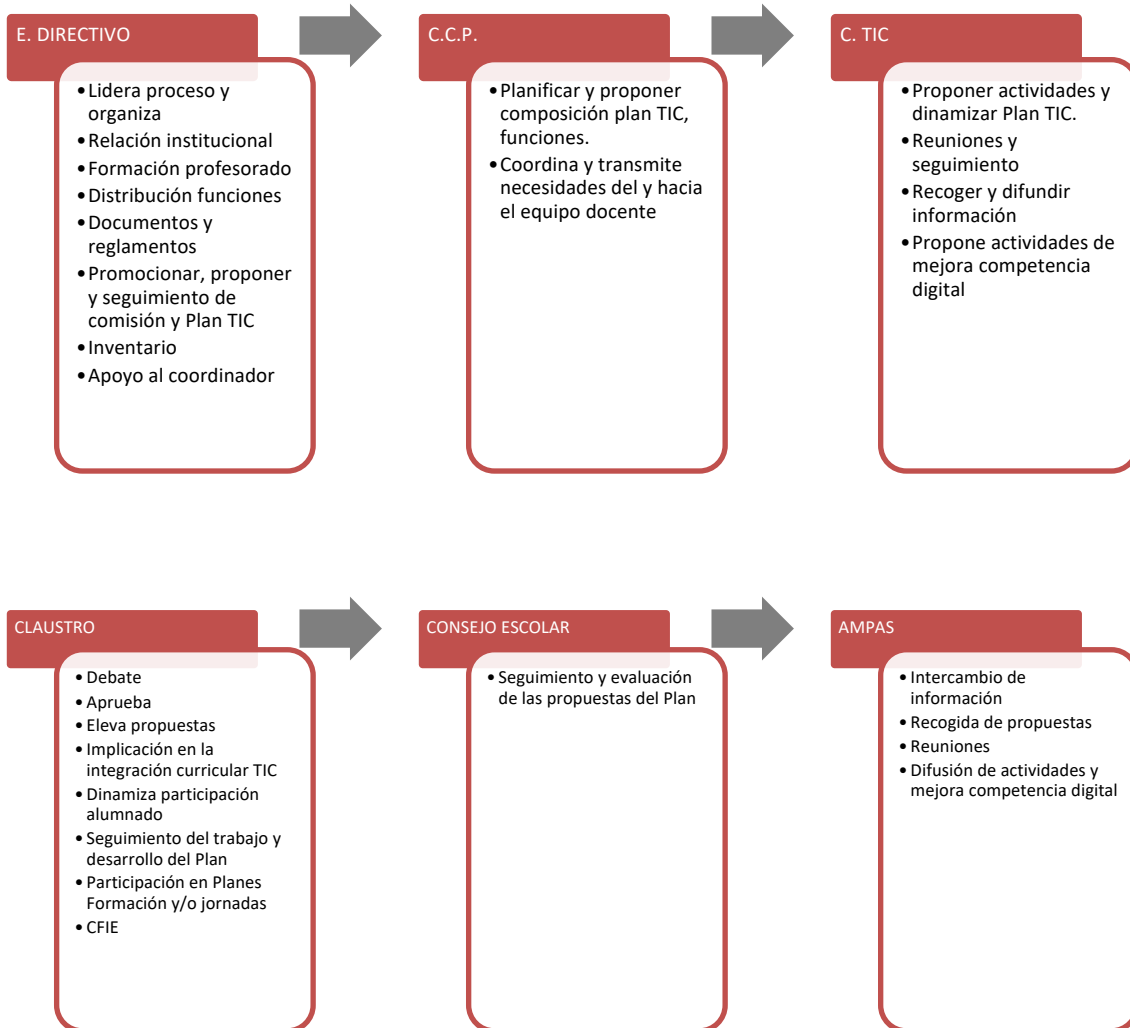 E. DIRECTIVO
•Lidera proceso y
organiza
•Relación institucional
•Formación profesorado
•Distribución funciones
•Documentos y
reglamentos
•Promocionar, proponer
y seguimiento de
comisión y Plan TIC
•Inventario
•Apoyo al coordinador
C.C.P.
•Planificar y proponer
composición plan TIC,
funciones.
•Coordina y transmite
necesidades del y hacia
el equipo docente
C. TIC
•Proponer actividades y
dinamizar Plan TIC.
•Reuniones y
seguimiento
•Recoger y difundir
información
•Propone actividades de
mejora competencia
digital
CLAUSTRO
• Debate
• Aprueba
• Eleva propuestas
• Implicación en la
integración curricular TIC
• Dinamiza participación
alumnado
• Seguimiento del trabajo y
desarrollo del Plan
• Participación en Planes
Formación y/o jornadas
• CFIE
CONSEJO ESCOLAR
• Seguimiento y evaluación
de las propuestas del Plan
AMPAS
• Intercambio de
información
• Recogida de propuestas
• Reuniones
• Difusión de actividades y
mejora competencia digital